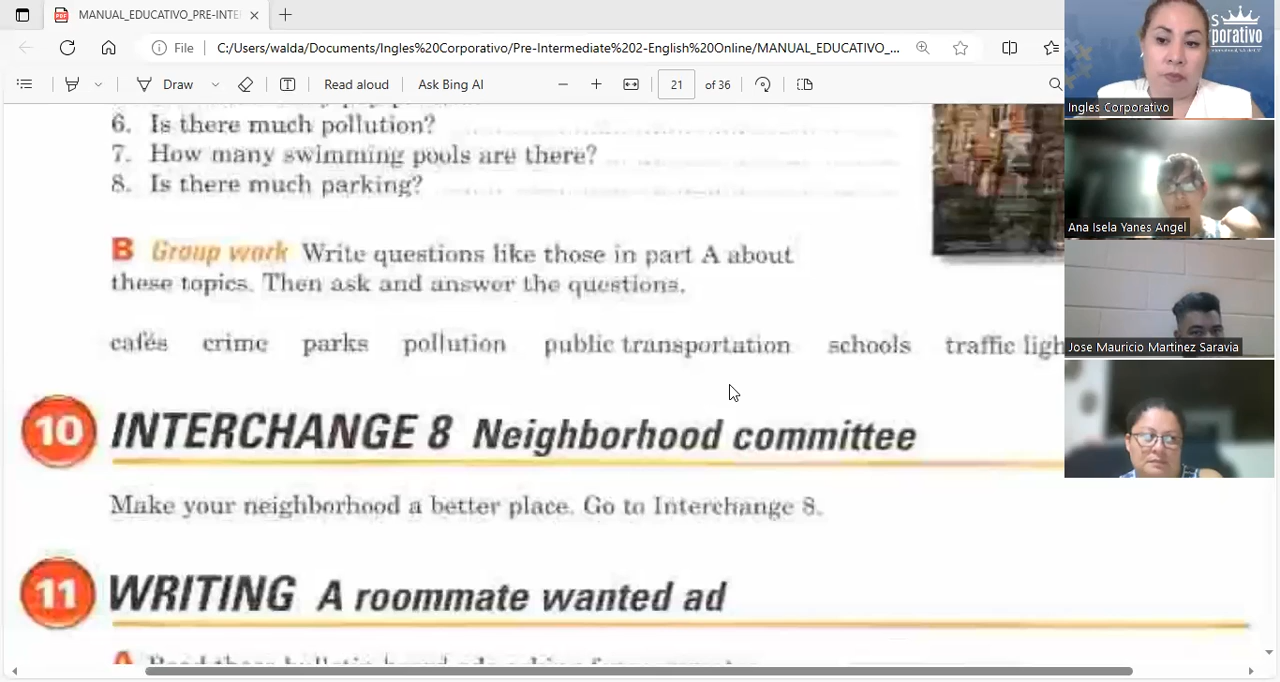 MANUAL_EDUCATIVO_PRE-INTE
File
C:/Users/walda/Documents/Ingles%20Corporativo/Pre-Intermediate%202-English%20Online/MANUAL_EDUCATIVO_...
Draw
Read aloud
Ask Bing AI
21
of 36
6. Is there much pollution?
7. How many swimming pools are there?
8. Is there much parking?
B Group work Write questions like those in part A about
these topics. Then ask and answer the questions.
cafés crime parks pollution public transportation schools traffic ligh
10 INTERCHANGE 8 Neighborhood committee
Make your neighborhood a better place. Go to Interchange 8.
11 WRITING A roommate wanted ad
A
S
porativo
Ingles Corporativo
Ana Isela Yanes Angel
Jose Mauricio Martinez Saravia